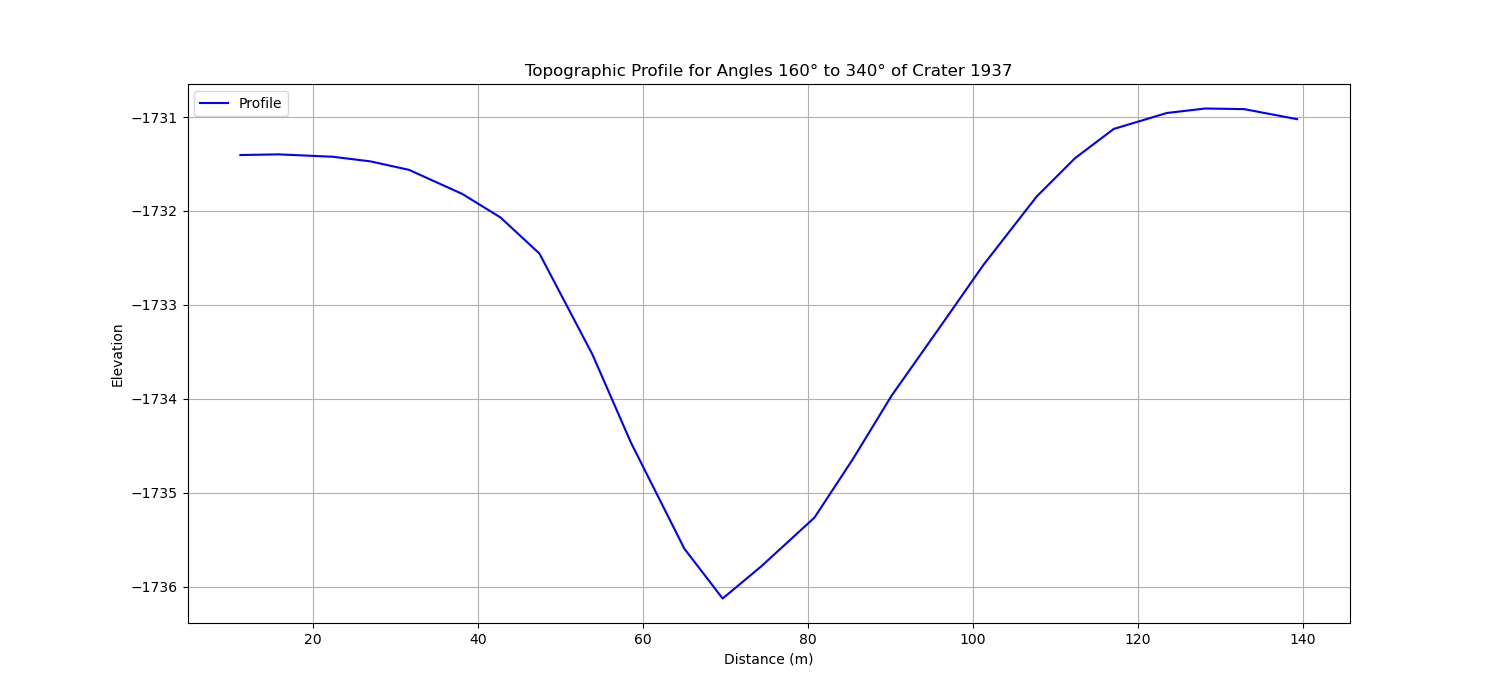 Topographic Profile for Angles 160° to 340° of Crater 1937
Profile
−1731
−1732
−1733
−1734
−1735
−1736
Elevation
20 40 60 80 100 120 140
Distance (m)